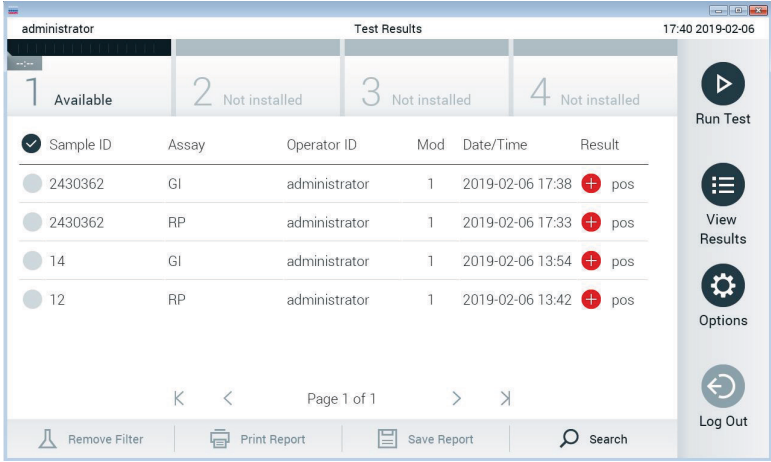 administrator Test Results 17:40 2019-02-06
--:--
1 Available 2 Not installed 3 Not installed 4 Not installed
Run Test
Sample ID Assay Operator ID Mod Date/Time Result
2430362 GI administrator 1 2019-02-06 17:38 pos
2430362 RP administrator 1 2019-02-06 17:33 pos
View
Results
14 GI administrator 1 2019-02-06 13:54 pos
12 RP administrator 1 2019-02-06 13:42 pos
Options
Page 1 of 1
Log Out
Remove Filter Print Report Save Report Search